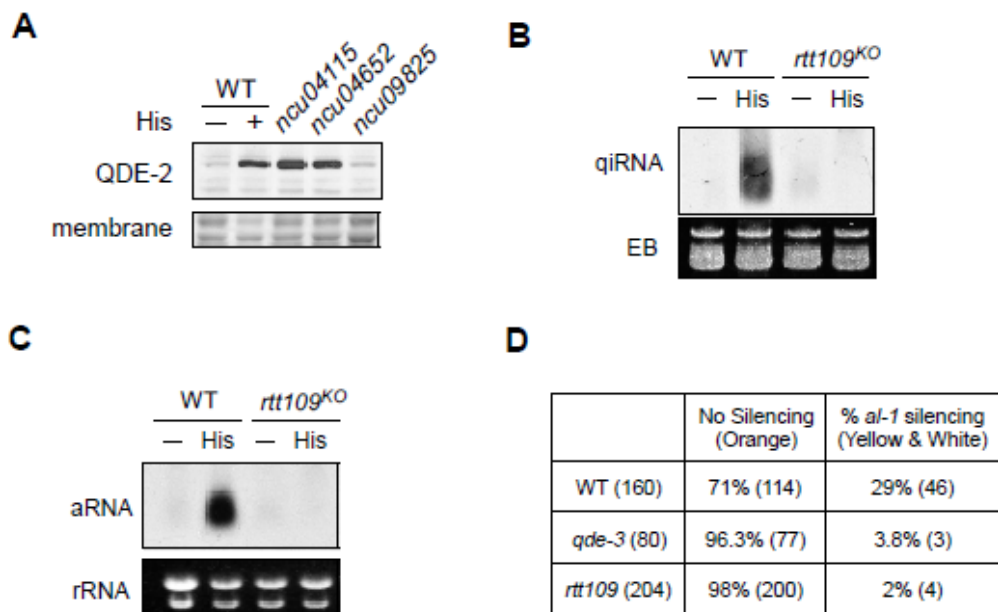 A
WT
His
—
+
ncu04115
ncu04652
ncu09825
QDE-2
membrane
B
WT
rtt109KO
— His — His
qiRNA
EB
C
WT
rtt109KO
— His — His
aRNA
rRNA
D
No Silencing (Orange)
% al-1 silencing (Yellow & White)
WT (160) 71% (114) 29% (46)
qde-3 (80) 96.3% (77) 3.8% (3)
rtt109 (204) 98% (200) 2% (4)